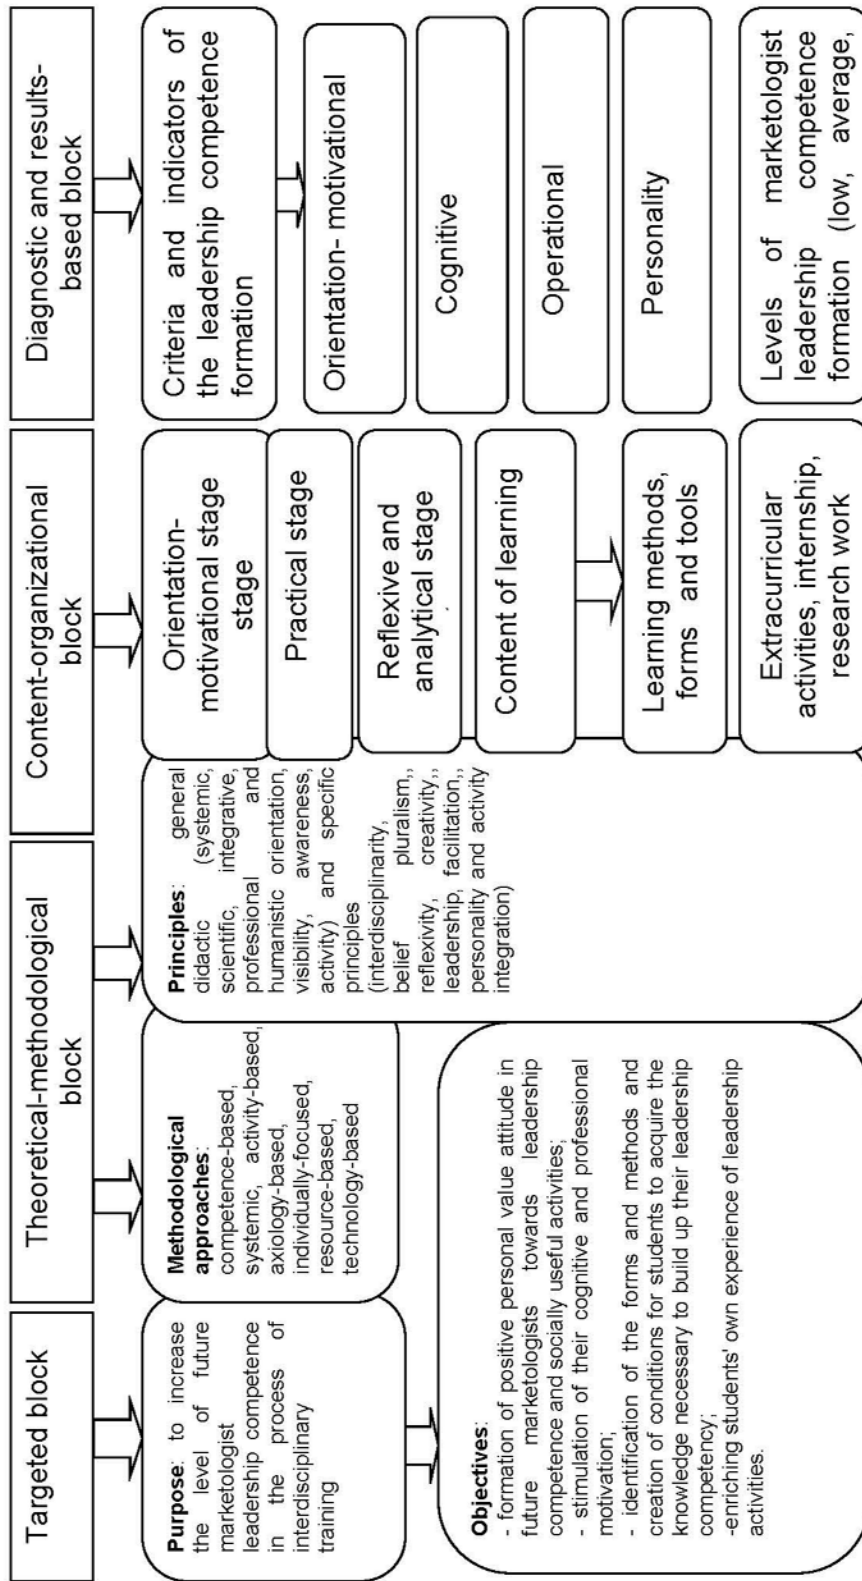 Targeted block
Purpose: to increase
the level of future
marketologist
leadership competence
in the process of
interdisciplinary
training
Objectives:
- formation of positive personal value attitude in
future marketologists towards leadership
competence and socially useful activities;
- stimulation of their cognitive and professional
motivation;
- identification of the forms and methods and
creation of conditions for students to acquire the
knowledge necessary to build up their leadership
competency;
-enriching students' own experience of leadership
activities.
Theoretical-methodological
block
Methodological
approaches:
competence-based,
systemic, activity-based,
axiology-based,
individually-focused,
resource-based,
technology-based
Principles: general
didactic (systemic,
scientific, integrative,
professional and
humanistic orientation,
visibility, awareness,
activity) and specific
principles
(interdisciplinarity,
belief pluralism,,
reflexivity, creativity,,
leadership, facilitation,,
personality and activity
integration)
Content-organizational
block
Orientation-
motivational stage
stage
Practical stage
Reflexive and
analytical stage
Content of learning
Learning methods,
forms and tools
Extracurricular
activities, internship,
research work
Diagnostic and results-
based block
Criteria and indicators of
the leadership competence
formation
Orientation- motivational
Cognitive
Operational
Personality
Levels of marketologist
leadership competence
formation (low, average,